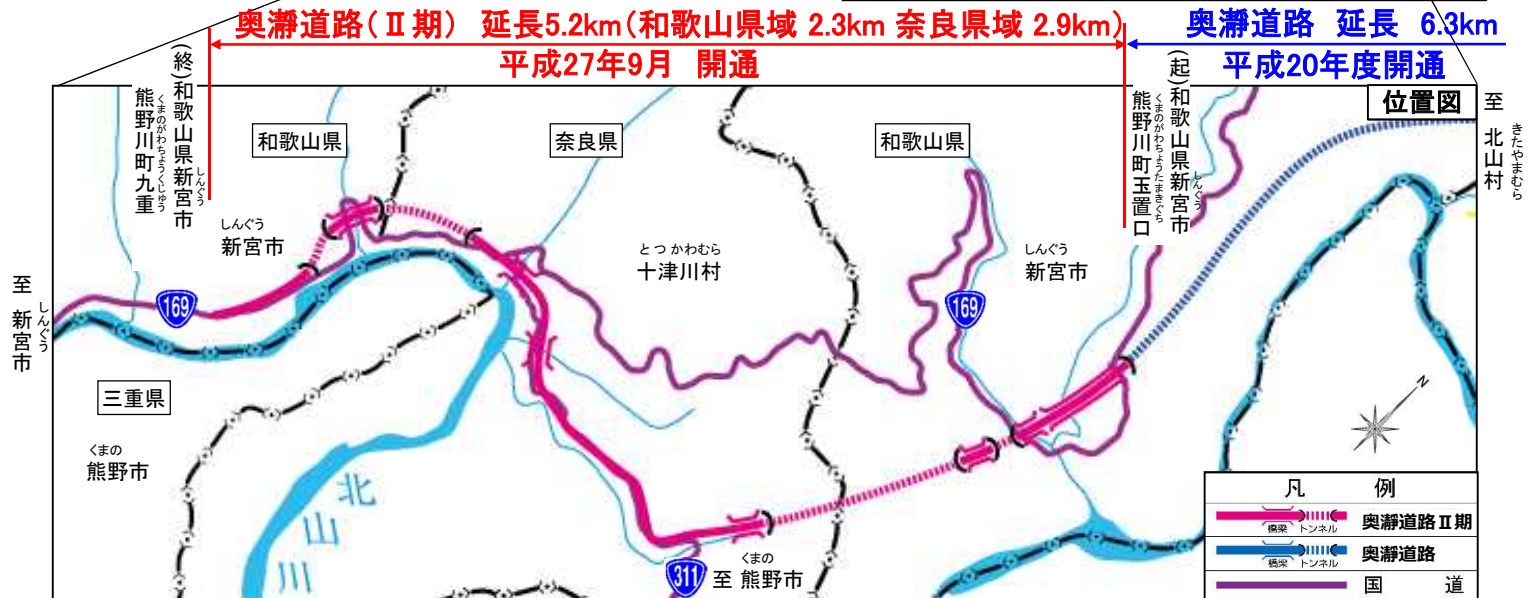 奥瀞道路(Ⅱ期) 延長5.2km(和歌山県域 2.3km 奈良県域 2.9km)
平成27年9月 開通
奥瀞道路 延長 6.3km
平成20年度開通
(終)和歌山県新宮市
しんぐう
熊野川町九重
くまのがわちょうくじゅう
(起)和歌山県新宮市
しんぐう
熊野川町玉置口
くまのがわちょうたまきぐち
位置図
至 北山村
きたやまむら
和歌山県
奈良県
和歌山県
しんぐう
新宮市
とつかわむら
十津川村
しんぐう
新宮市
至 新宮市
しんぐう
169
169
三重県
くまの
熊野市
北山川
311
くまの
至 熊野市
N
凡 例
橋梁 トンネル 奥瀞道路Ⅱ期
橋梁 トンネル 奥瀞道路
国 道